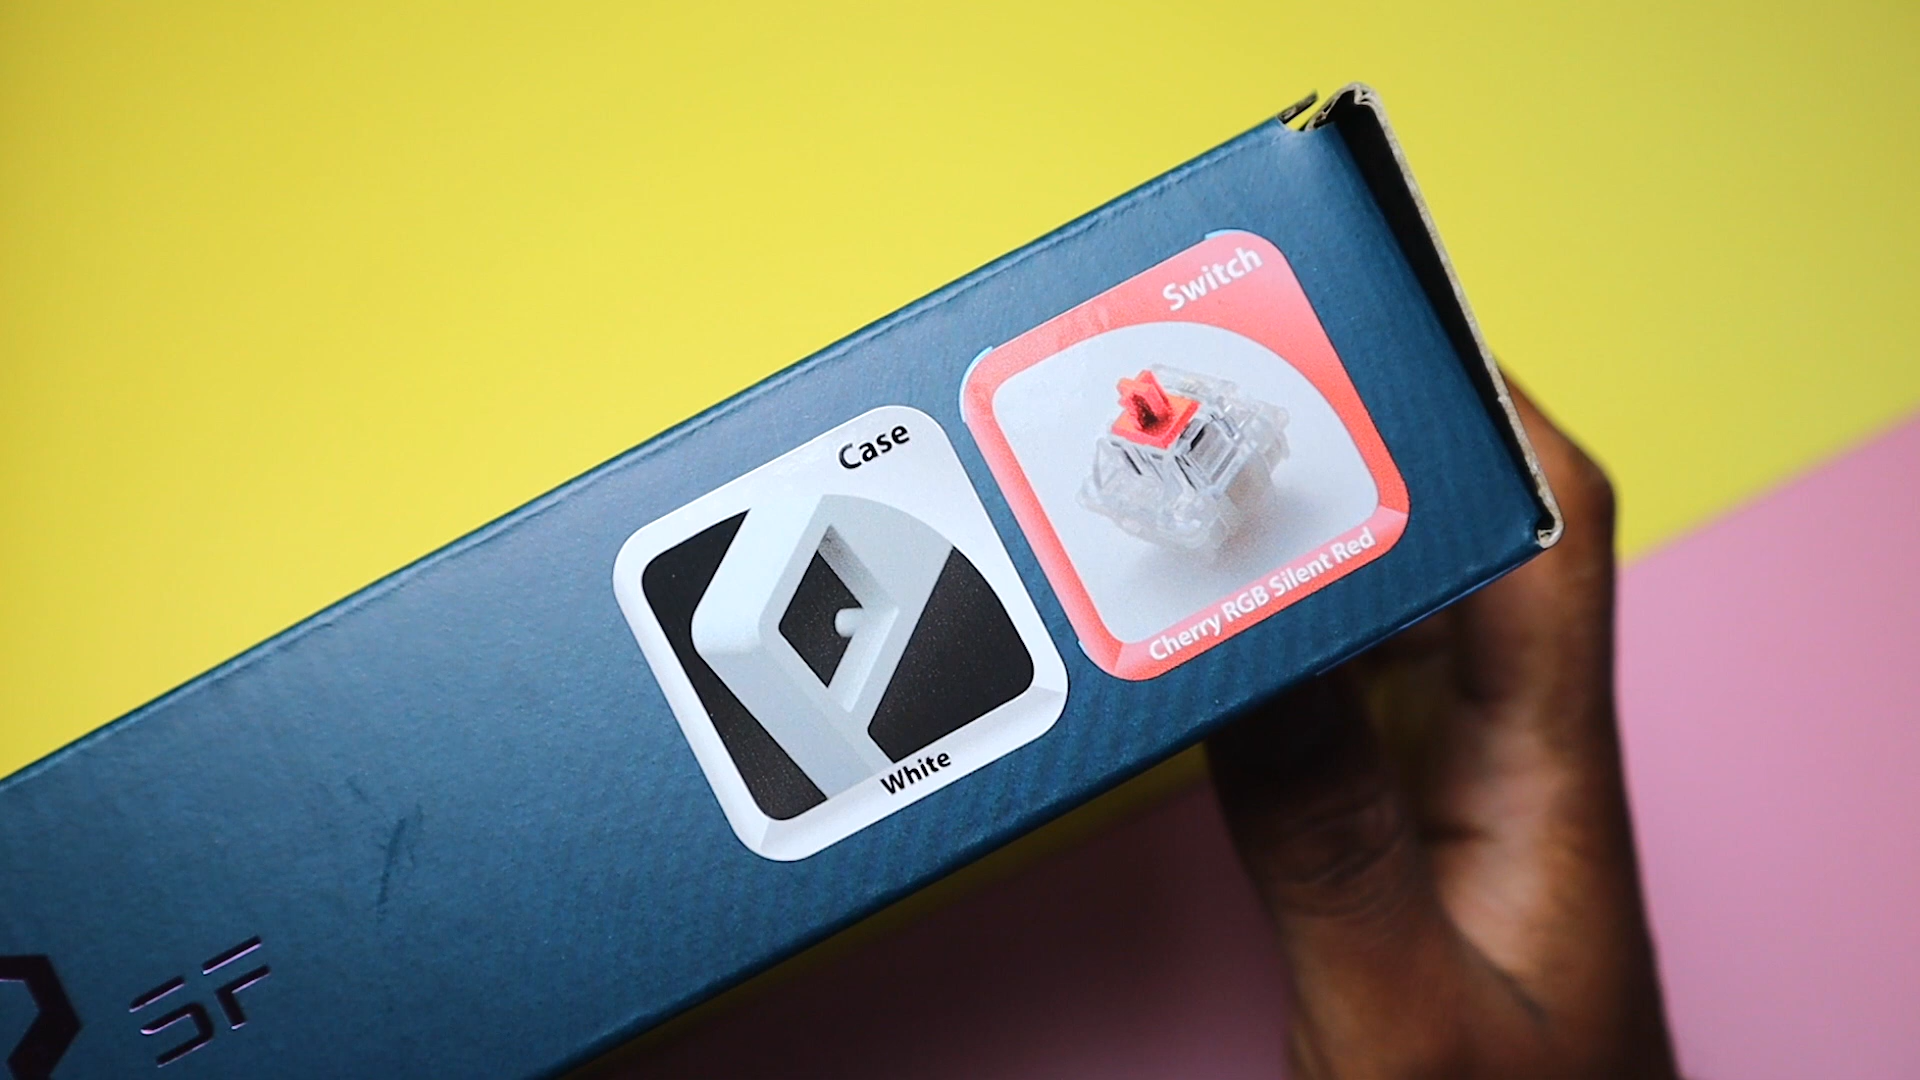 Switch
Cherry RGB Silent Red
Case
White
SF